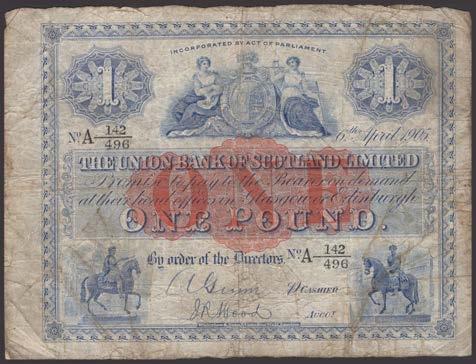 INCORPORATED BY ACT OF PARLIAMENT
1 1
No. A 142/496 6th April 1905
THE UNION BANK OF SCOTLAND LIMITED
ONE
Promise to pay to the Bearer on demand
at their head offices in Glasgow or Edinburgh
ONE POUND.
By order of the Directors. No. A 142/496
CASHIER
ACCOT